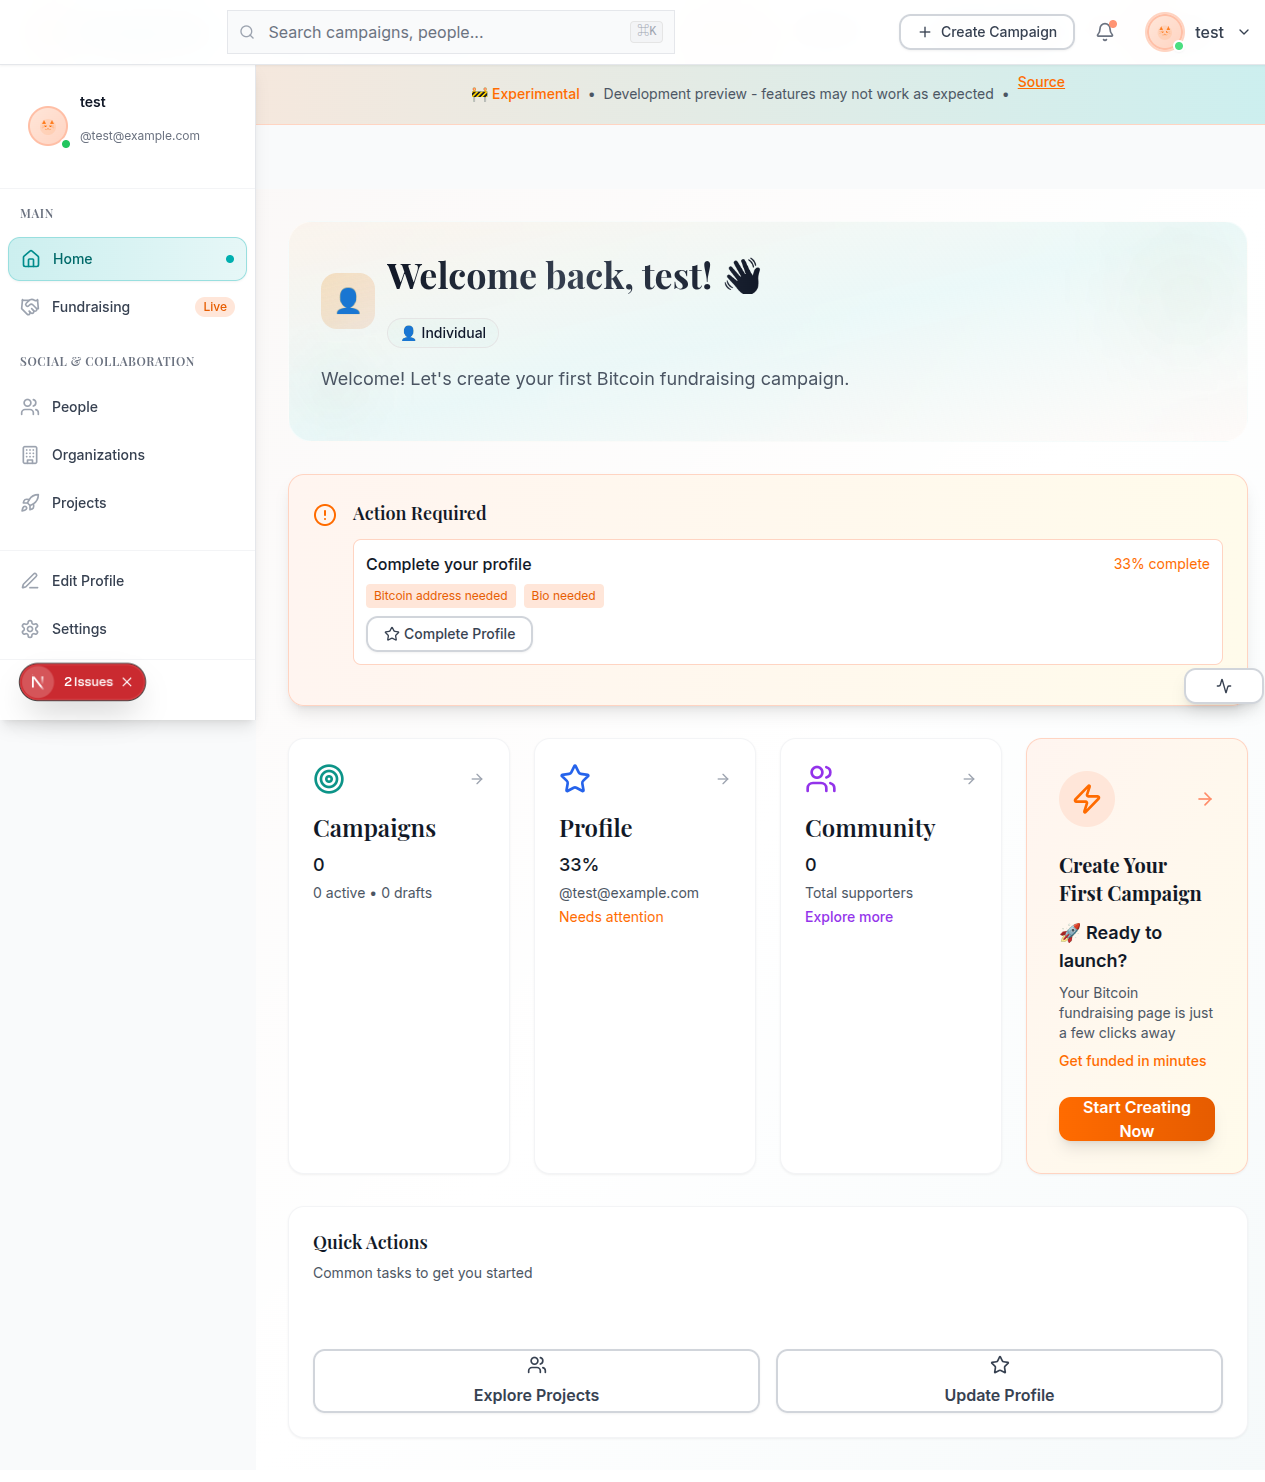 Search campaigns, people...
⌘K
Create Campaign
test
test
@test@example.com
🚧 Experimental • Development preview - features may not work as expected • Source
MAIN
Home
Fundraising
Live
SOCIAL & COLLABORATION
People
Organizations
Projects
Edit Profile
Settings
N 2 Issues
Welcome back, test! 👋
👤 Individual
Welcome! Let's create your first Bitcoin fundraising campaign.
Action Required
Complete your profile
33% complete
Bitcoin address needed
Bio needed
Complete Profile
Campaigns
0
0 active • 0 drafts
Profile
33%
@test@example.com
Needs attention
Community
0
Total supporters
Explore more
Create Your
First Campaign
🚀 Ready to
launch?
Your Bitcoin
fundraising page is just
a few clicks away
Get funded in minutes
Start Creating
Now
Quick Actions
Common tasks to get you started
Explore Projects
Update Profile